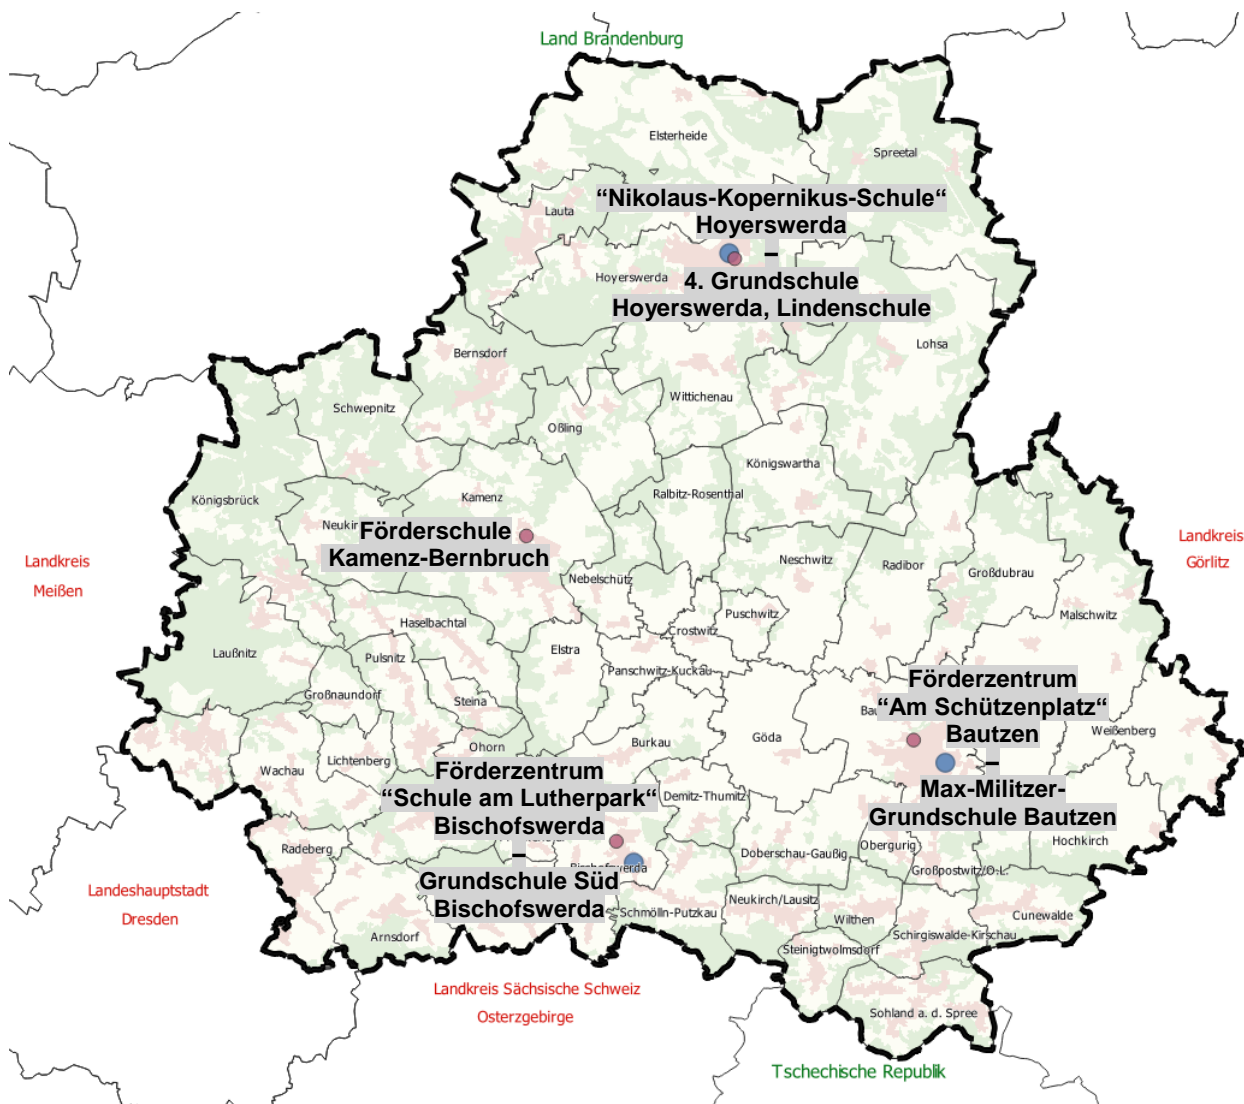 Land Brandenburg
Elsterheide
Spreetal
“Nikolaus-Kopernikus-Schule“
Hoyerswerda
Lauta
Hoyerswerda
4. Grundschule
Hoyerswerda, Lindenschule
Lohsa
Bernsdorf
Wittichenau
Schwepnitz
Oßling
Königswartha
Kamenz
Ralbitz-Rosenthal
Königsbrück
Förderschule
Kamenz-Bernbruch
Landkreis
Meißen
Landkreis
Görlitz
Neschwitz
Radibor
Großdubrau
Nebelschütz
Malschwitz
Puschwitz
Haselbachtal
Crostwitz
Laußnitz
Pulsnitz
Elstra
Panschwitz-Kuckau
Großnaundorf
Steina
Förderzentrum
“Am Schützenplatz“
Bautzen
Weißenberg
Göda
Burkau
Ohorn
Lichtenberg
Wachau
Förderzentrum
“Schule am Lutherpark“
Bischofswerda
Demitz-Thumitz
Max-Militzer-
Grundschule Bautzen
Hochkirch
Radeberg
Doberschau-Gaußig
Obergurig
Bischofswerda
Großpostwitz/O.L.
Grundschule Süd
Bischofswerda
Landeshauptstadt
Dresden
Neukirch/Lausitz
Schmölln-Putzkau
Wilthen
Cunewalde
Schirgiswalde-Kirschau
Arnsdorf
Steinigtwolmsdorf
Landkreis Sächsische Schweiz
Osterzgebirge
Sohland a. d. Spree
Tschechische Republik